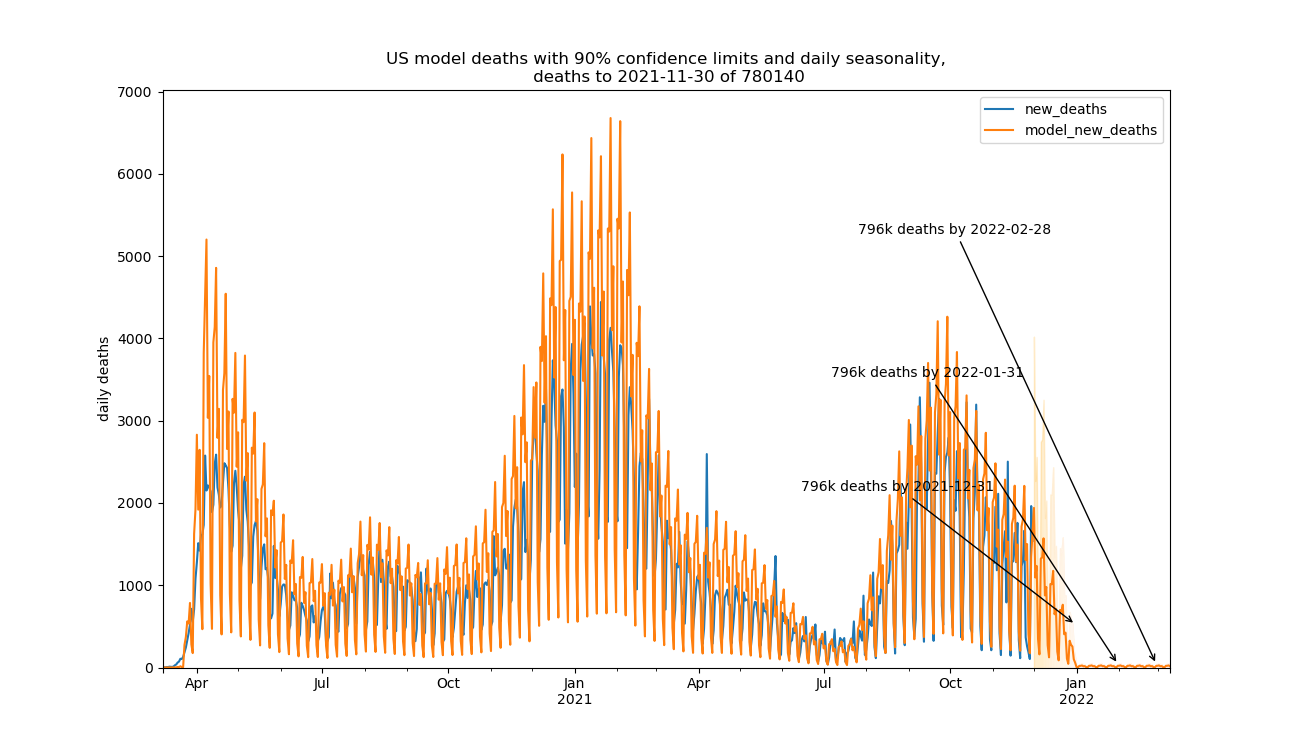 US model deaths with 90% confidence limits and daily seasonality,
deaths to 2021-11-30 of 780140
7000
6000
5000
4000
3000
2000
1000
0
daily deaths
new_deaths
model_new_deaths
796k deaths by 2022-02-28
796k deaths by 2022-01-31
796k deaths by 2021-12-31
Apr
Jul
Oct
Jan
2021
Apr
Jul
Oct
Jan
2022